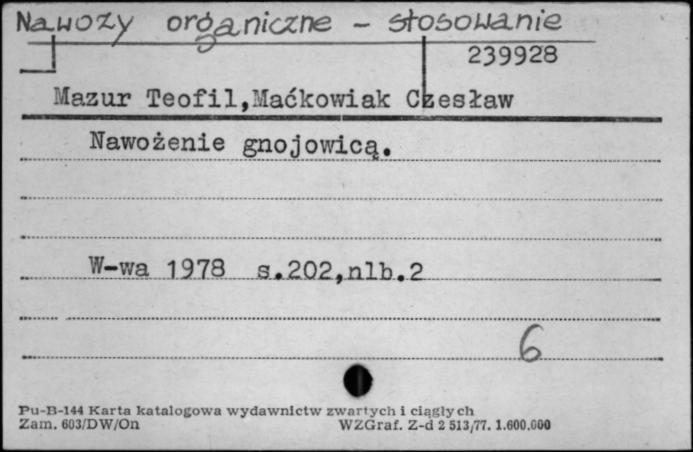 Nawozy organiczne - stosowanie
239928
Mazur Teofil,Maćkowiak Czesław
Nawożenie gnojowicą.
W-wa 1978 s.202,nlb.2
6
Pu-B-144 Karta katalogowa wydawnictw zwartych i ciągłych
Zam. 603/DW/On WZGraf. Z-d 2 513/77. 1.600.000